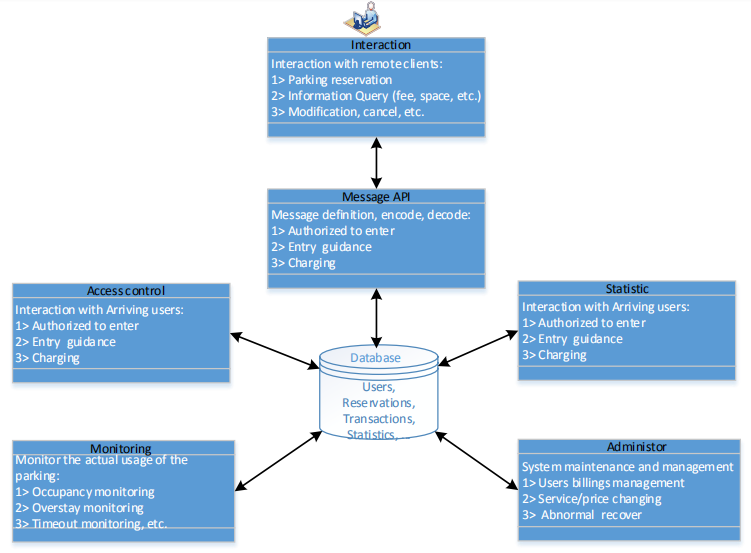 Interaction
Interaction with remote clients:
1> Parking reservation
2> Information Query (fee, space, etc.)
3> Modification, cancel, etc.
Message API
Message definition, encode, decode:
1> Authorized to enter
2> Entry guidance
3> Charging
Access control
Interaction with Arriving users:
1> Authorized to enter
2> Entry guidance
3> Charging
Statistic
Interaction with Arriving users:
1> Authorized to enter
2> Entry guidance
3> Charging
Database
Users,
Reservations,
Transactions,
Statistics, ...
Monitoring
Monitor the actual usage of the
parking:
1> Occupancy monitoring
2> Overstay monitoring
3> Timeout monitoring, etc.
Administor
System maintenance and management
1> Users billings management
2> Service/price changing
3> Abnormal recover